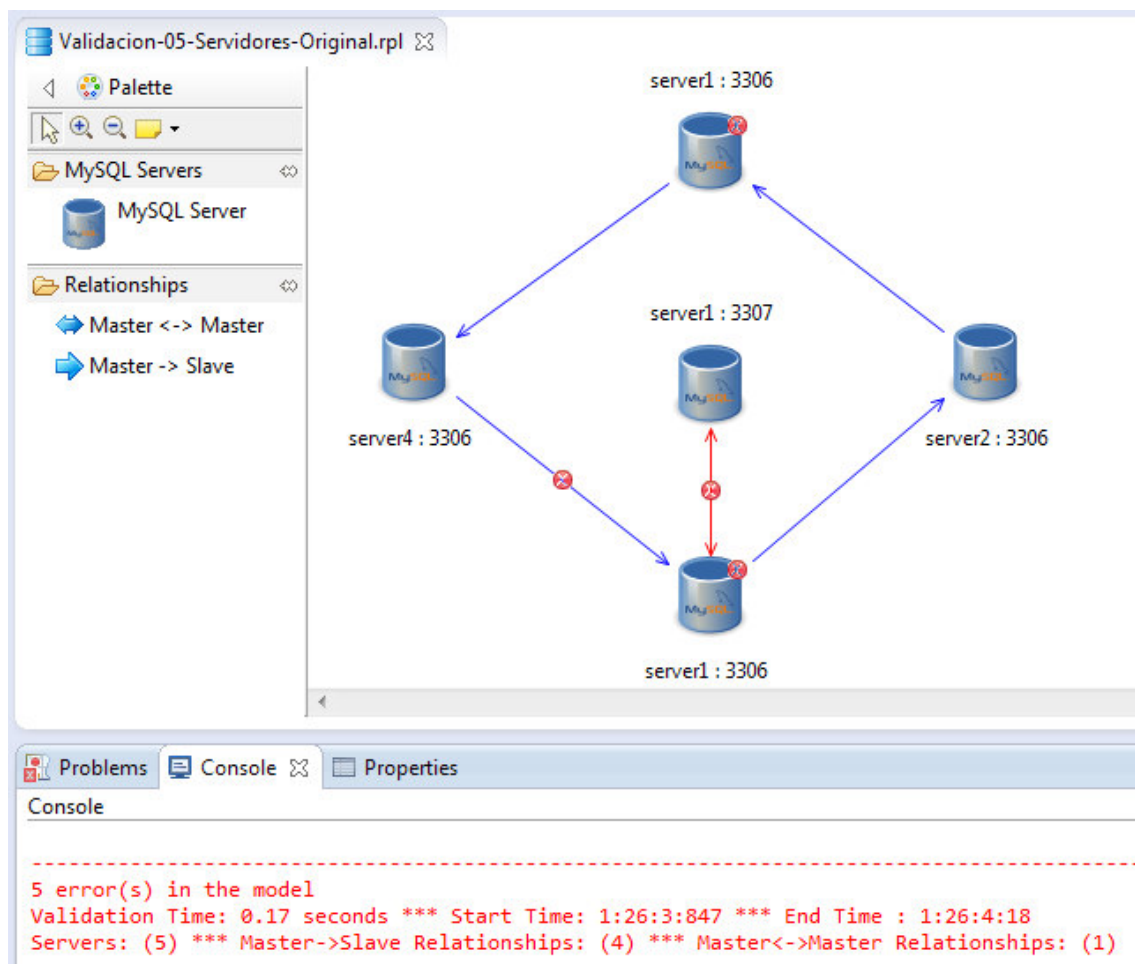 Validacion-05-Servidores-Original.rpl
Palette
MySQL Servers
MySQL Server
Relationships
Master <-> Master
Master -> Slave
server1 : 3306
server1 : 3307
server4 : 3306
server2 : 3306
server1 : 3306
Problems Console Properties
Console
--------------------------------------------------------------------------------------------
5 error(s) in the model
Validation Time: 0.17 seconds *** Start Time: 1:26:3:847 *** End Time : 1:26:4:18
Servers: (5) *** Master->Slave Relationships: (4) *** Master<->Master Relationships: (1)